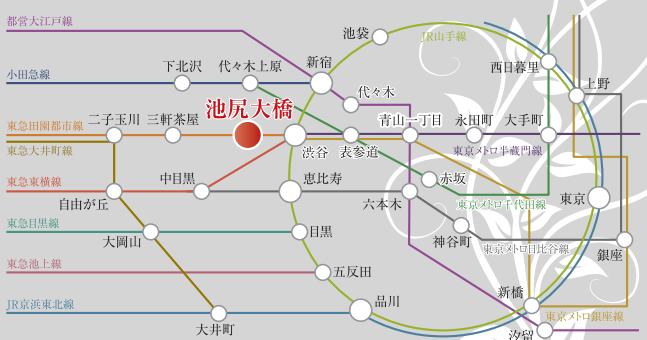 都営大江戸線
池袋
JR山手線
下北沢
代々木上原
新宿
西日暮里
小田急線
上野
代々木
池尻大橋
二子玉川
三軒茶屋
青山一丁目
永田町
大手町
東急田園都市線
東急大井町線
渋谷
表参道
東京メトロ半蔵門線
東急東横線
中目黒
恵比寿
赤坂
自由が丘
六本木
東京メトロ千代田線
東京
東急目黒線
大岡山
目黒
神谷町
東京メトロ日比谷線
銀座
東急池上線
五反田
JR京浜東北線
品川
新橋
大井町
東京メトロ銀座線
汐留